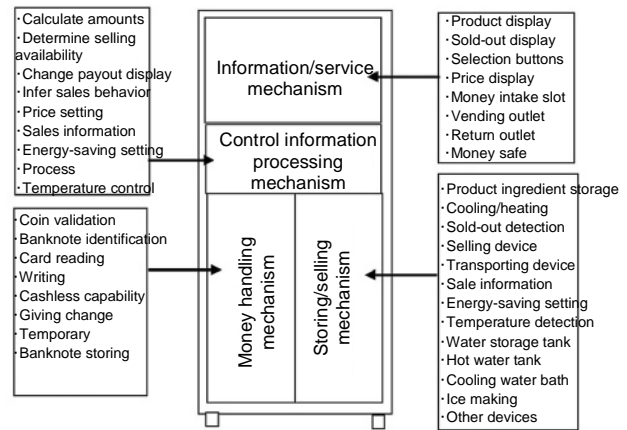 ·Calculate amounts
·Determine selling
availability
·Change payout display
·Infer sales behavior
·Price setting
·Sales information
·Energy-saving setting
·Process
·Temperature control
·Coin validation
·Banknote identification
·Card reading
·Writing
·Cashless capability
·Giving change
·Temporary
·Banknote storing
Information/service
mechanism
Control information
processing
mechanism
Money handling
mechanism
Storing/selling
mechanism
·Product display
·Sold-out display
·Selection buttons
·Price display
·Money intake slot
·Vending outlet
·Return outlet
·Money safe
·Product ingredient storage
·Cooling/heating
·Sold-out detection
·Selling device
·Transporting device
·Sale information
·Energy-saving setting
·Temperature detection
·Water storage tank
·Hot water tank
·Cooling water bath
·Ice making
·Other devices